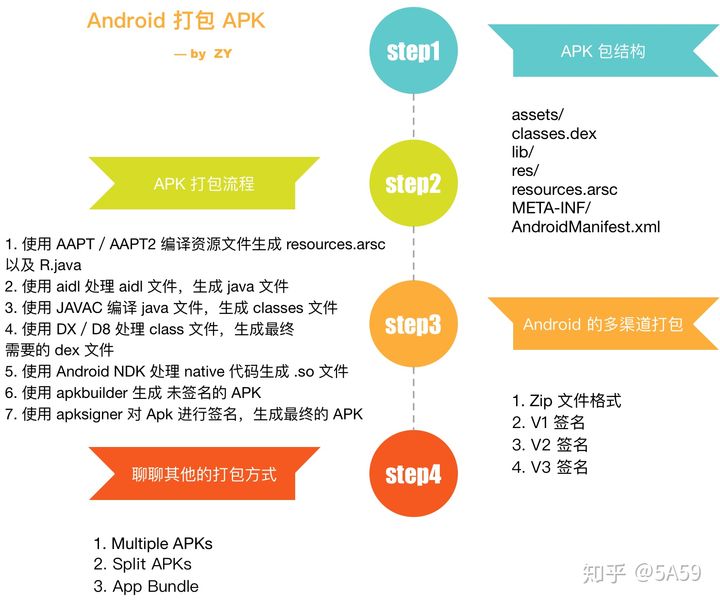 Android 打包 APK
— by ZY
step1
APK 包结构
assets/
classes.dex
lib/
res/
resources.arsc
META-INF/
AndroidManifest.xml
step2
APK 打包流程
1. 使用 AAPT / AAPT2 编译资源文件生成 resources.arsc
以及 R.java
2. 使用 aidl 处理 aidl 文件，生成 java 文件
3. 使用 JAVAC 编译 java 文件，生成 classes 文件
4. 使用 DX / D8 处理 class 文件，生成最终
需要的 dex 文件
5. 使用 Android NDK 处理 native 代码生成 .so 文件
6. 使用 apkbuilder 生成 未签名的 APK
7. 使用 apksigner 对 Apk 进行签名，生成最终的 APK
step3
Android 的多渠道打包
1. Zip 文件格式
2. V1 签名
3. V2 签名
4. V3 签名
step4
聊聊其他的打包方式
1. Multiple APKs
2. Split APKs
3. App Bundle
知乎 @5A59